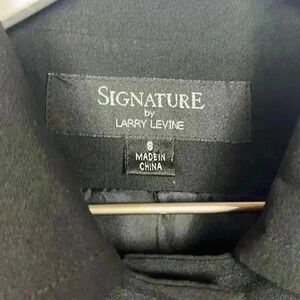 SIGNATURE
by
LARRY LEVINE
8
MADE IN
CHINA